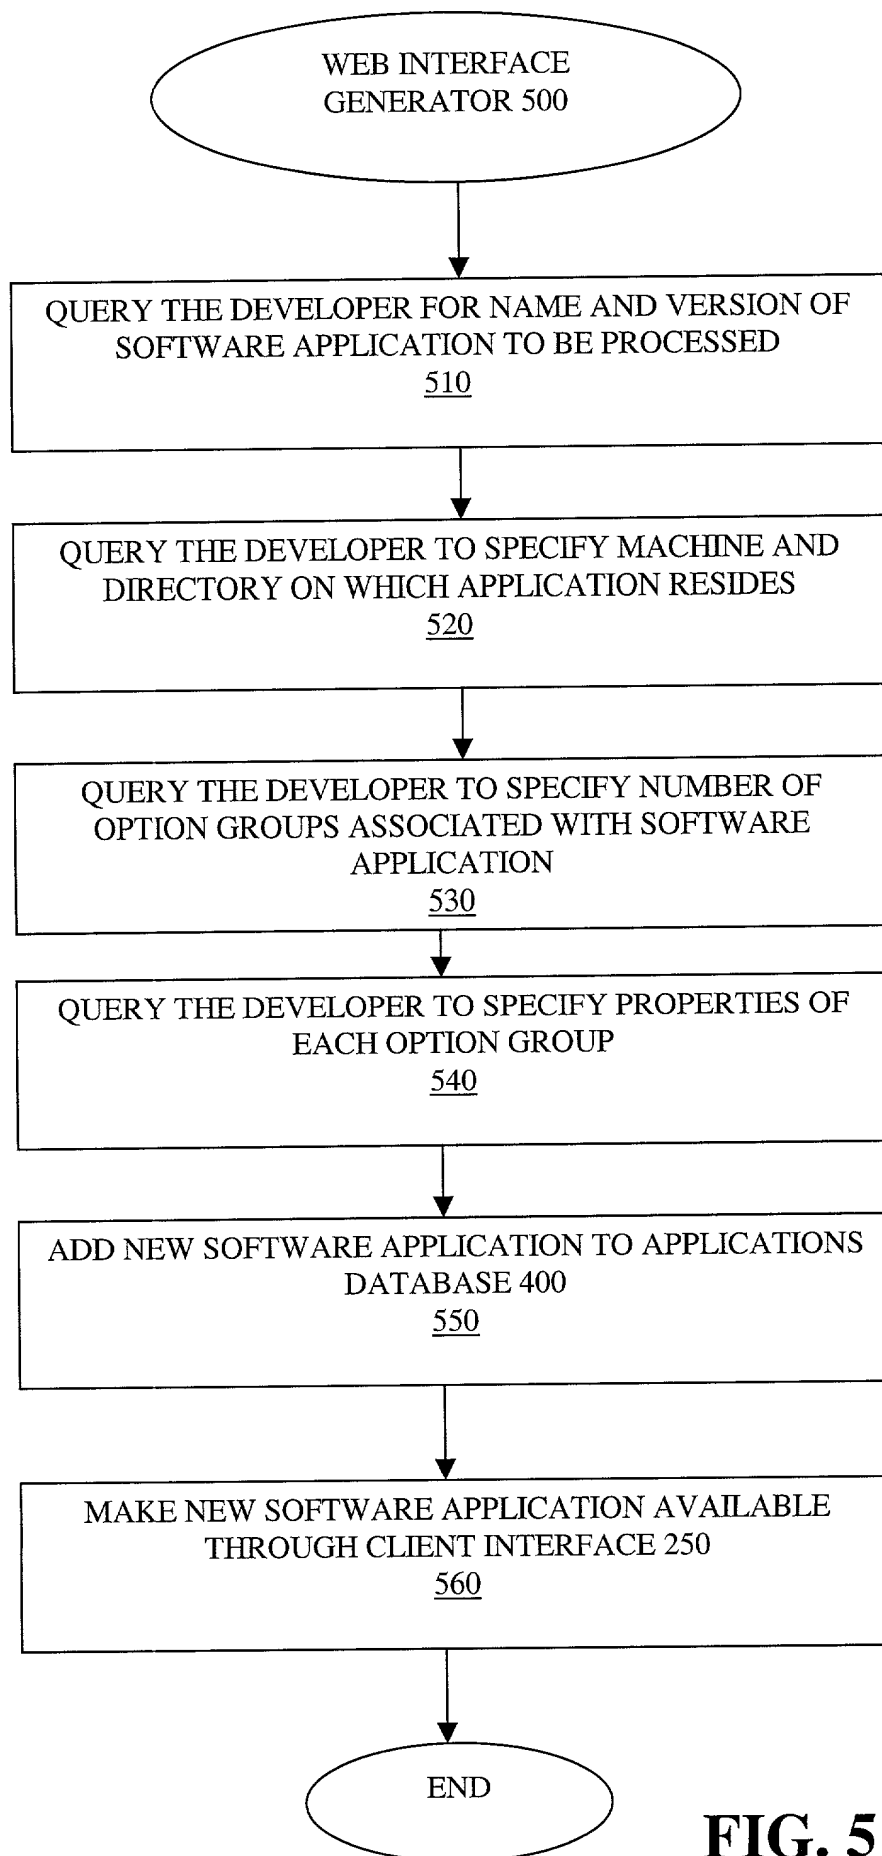 WEB INTERFACE
GENERATOR 500
QUERY THE DEVELOPER FOR NAME AND VERSION OF
SOFTWARE APPLICATION TO BE PROCESSED
510
QUERY THE DEVELOPER TO SPECIFY MACHINE AND
DIRECTORY ON WHICH APPLICATION RESIDES
520
QUERY THE DEVELOPER TO SPECIFY NUMBER OF
OPTION GROUPS ASSOCIATED WITH SOFTWARE
APPLICATION
530
QUERY THE DEVELOPER TO SPECIFY PROPERTIES OF
EACH OPTION GROUP
540
ADD NEW SOFTWARE APPLICATION TO APPLICATIONS
DATABASE 400
550
MAKE NEW SOFTWARE APPLICATION AVAILABLE
THROUGH CLIENT INTERFACE 250
560
END
FIG. 5